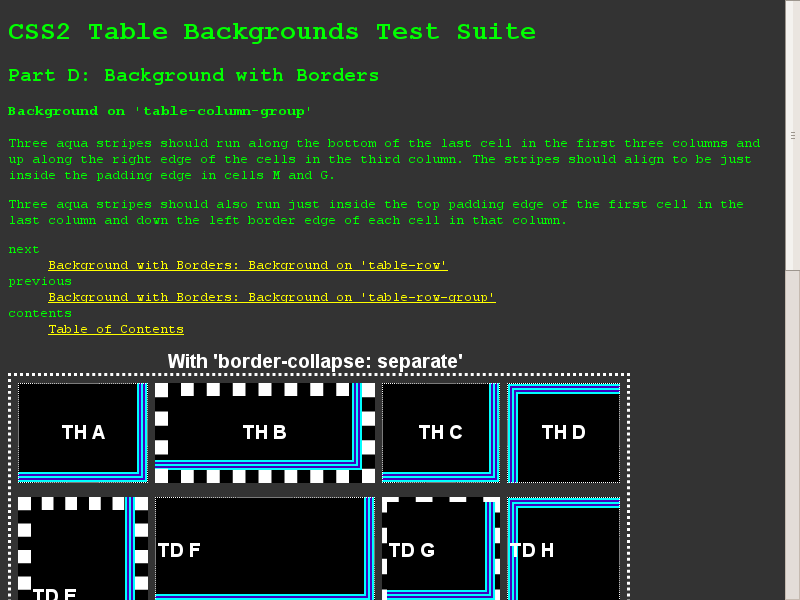 CSS2 Table Backgrounds Test Suite
Part D: Background with Borders
Background on 'table-column-group'
Three aqua stripes should run along the bottom of the last cell in the first three columns and
up along the right edge of the cells in the third column. The stripes should align to be just
inside the padding edge in cells M and G.
Three aqua stripes should also run just inside the top padding edge of the first cell in the
last column and down the left border edge of each cell in that column.
next
Background with Borders: Background on 'table-row'
previous
Background with Borders: Background on 'table-row-group'
contents
Table of Contents
With 'border-collapse: separate'
TH A TH B TH C TH D
TD F TD G TD H
TD E